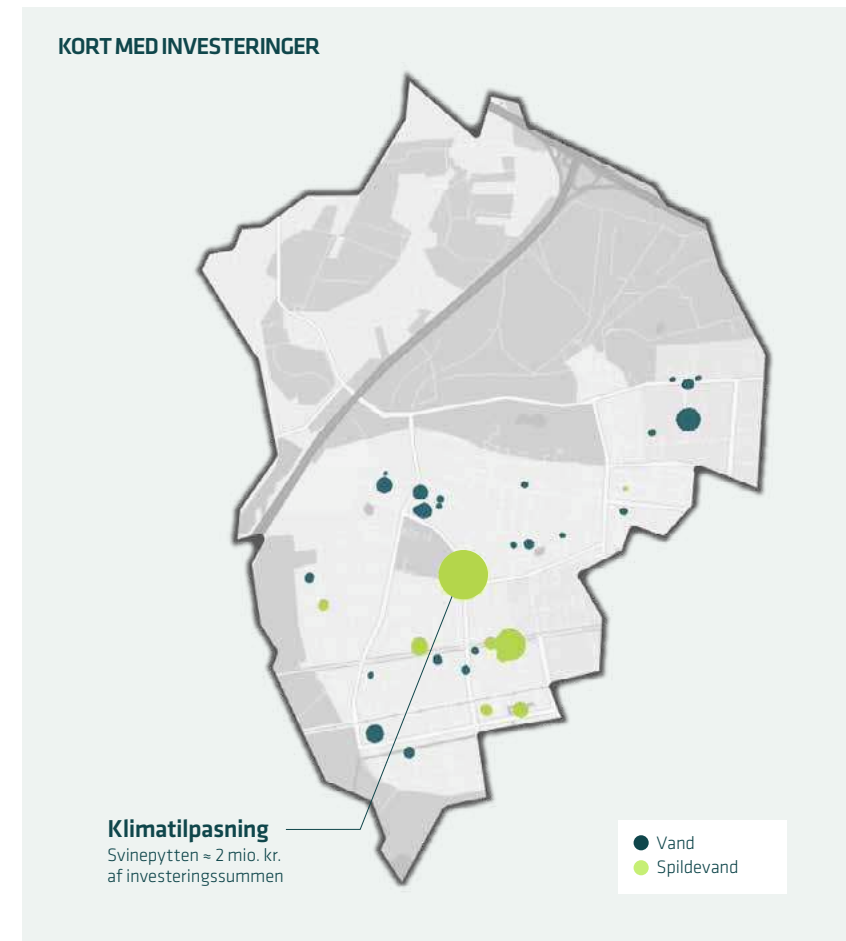 KORT MED INVESTERINGER
Klimatilpasning
Svinepytten ≈ 2 mio. kr.
af investeringssummen
Vand
Spildevand